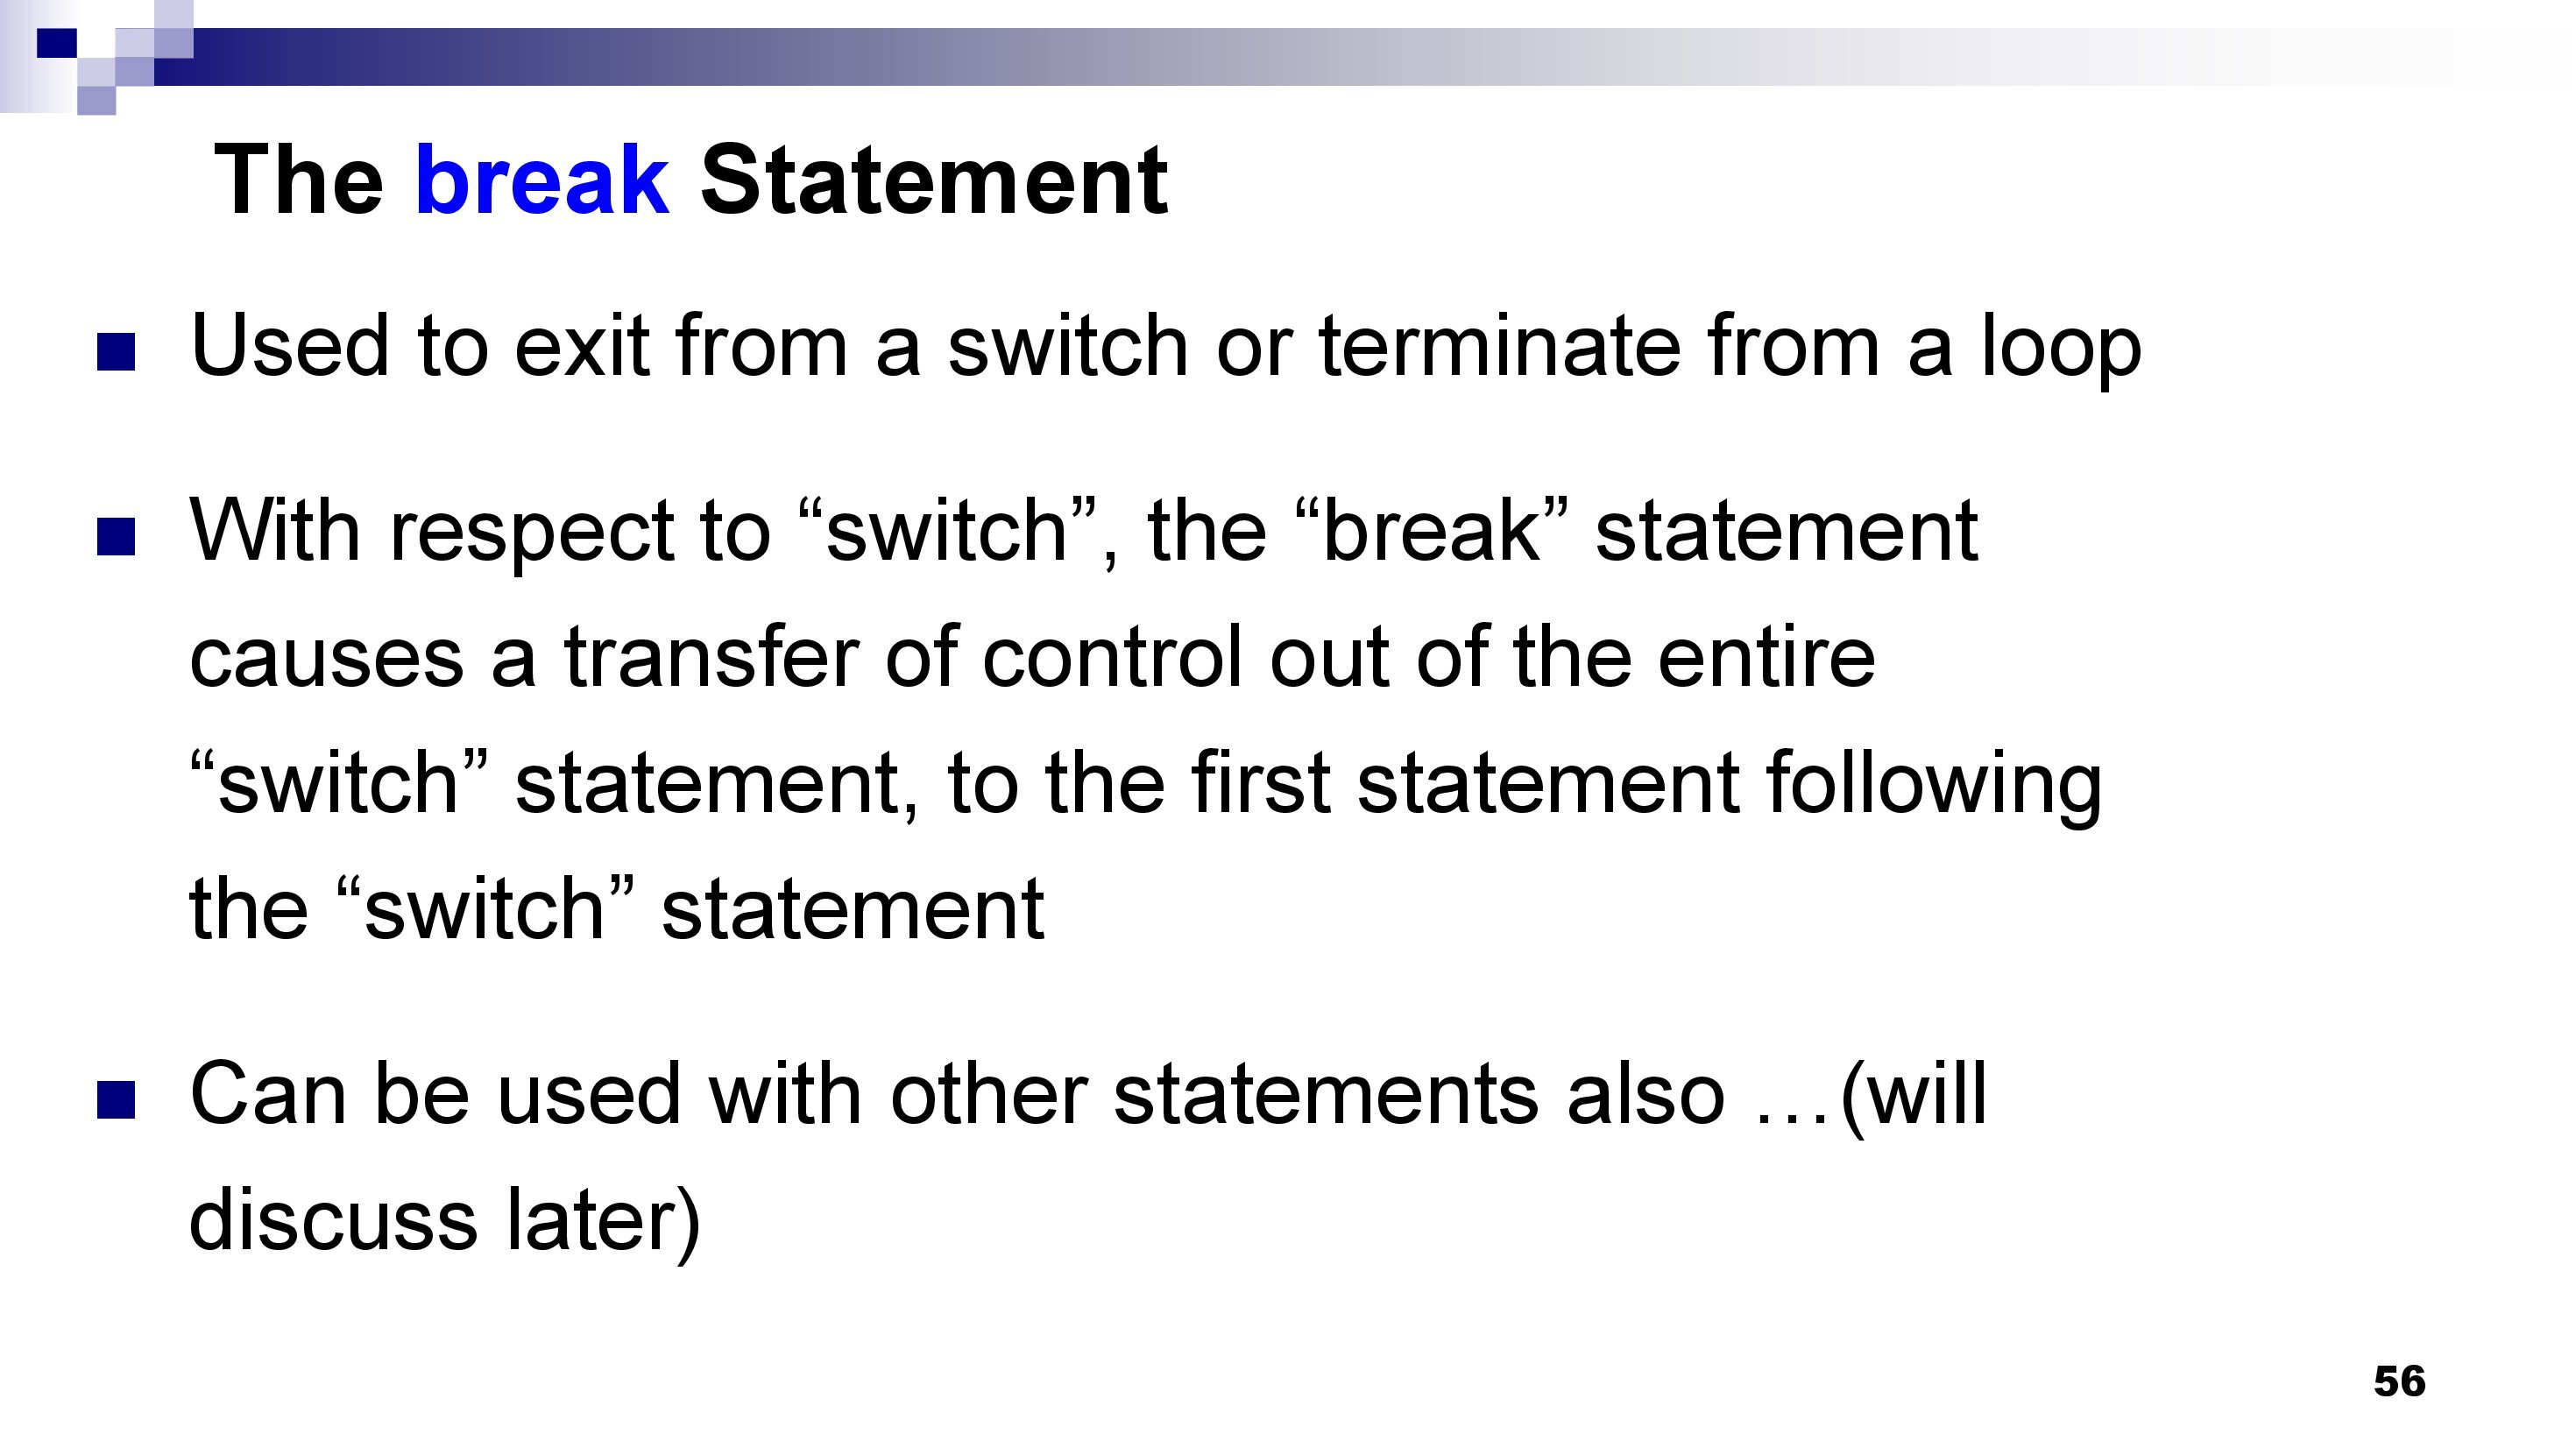 The break Statement
Used to exit from a switch or terminate from a loop
With respect to “switch”, the “break” statement
causes a transfer of control out of the entire
“switch” statement, to the first statement following
the “switch” statement
Can be used with other statements also …(will
discuss later)
56